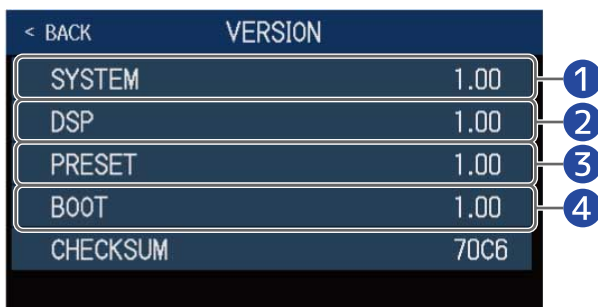 < BACK VERSION
SYSTEM 1.00 1
DSP 1.00 2
PRESET 1.00 3
BOOT 1.00 4
CHECKSUM 70C6